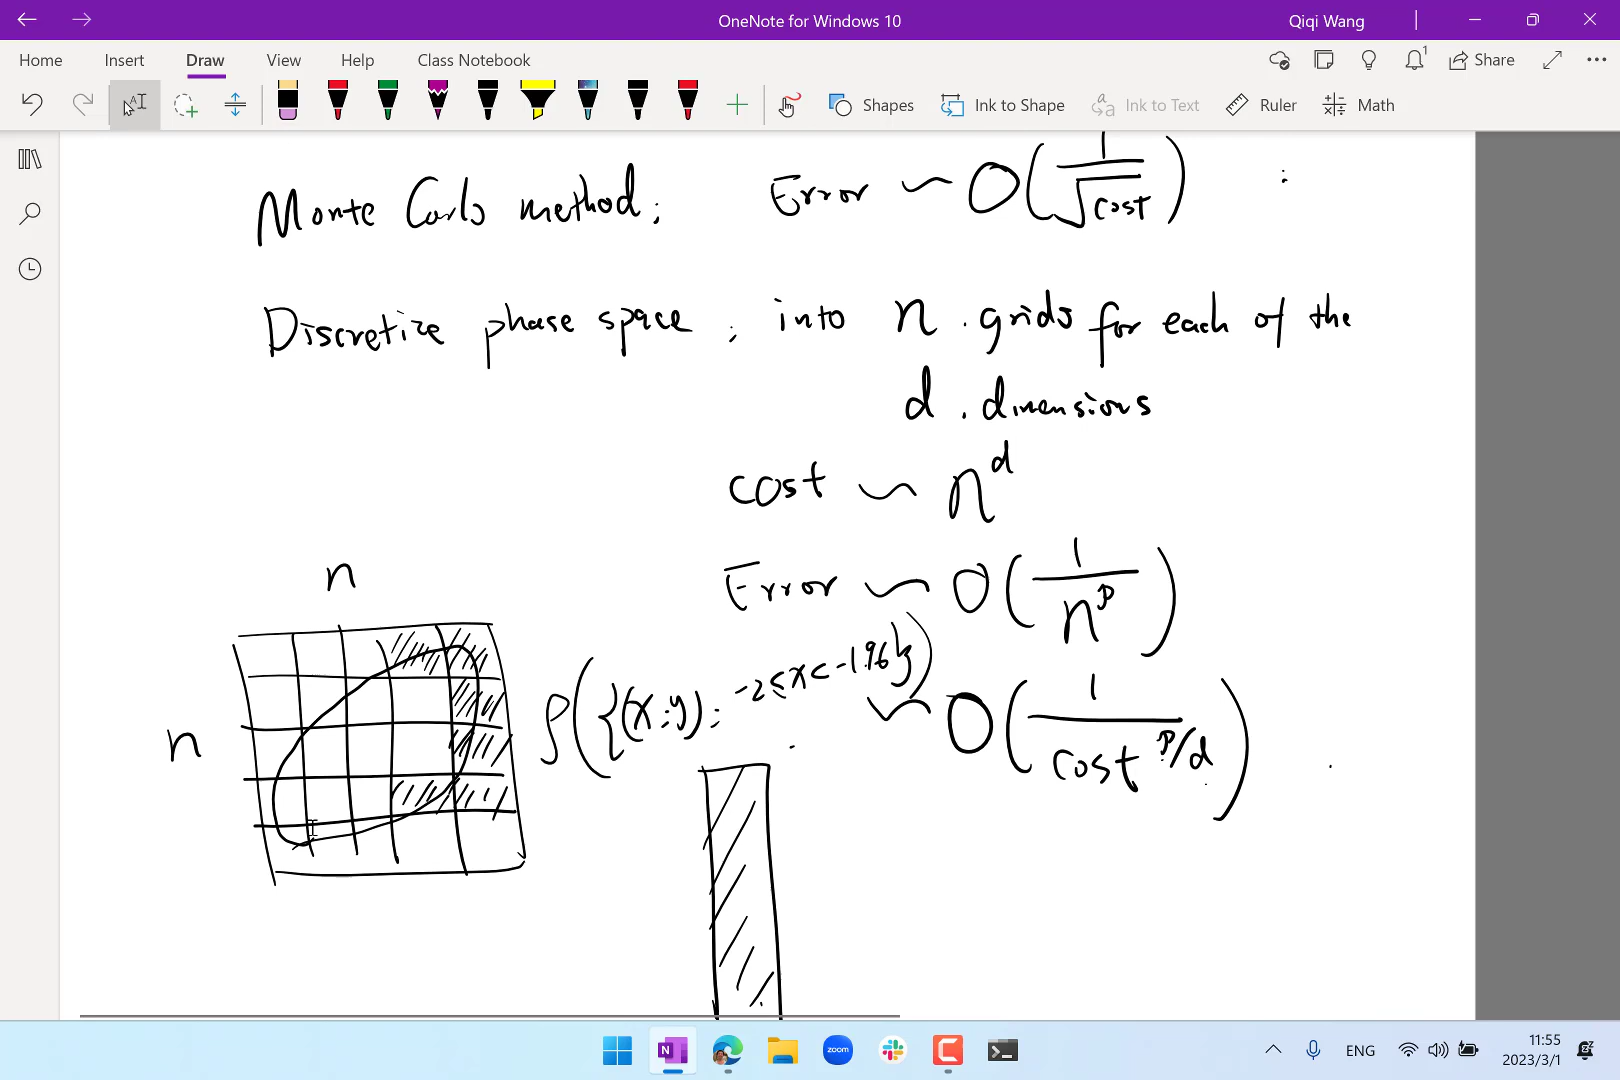 OneNote for Windows 10
Qiqi Wang
Home Insert Draw View Help Class Notebook
1
Share
Shapes Ink to Shape Ink to Text Ruler Math
Monte Carlo method: Error ~ O(1/√cost) :
Discretize phase space : into n grids for each of the
d dimensions
cost ~ n^d
Error ~ O(1/n^p)
~ O(1/cost^{p/d})
n
n
ρ({(x,y): -2<x<-1.96})
zoom
ENG
11:55
2023/3/1